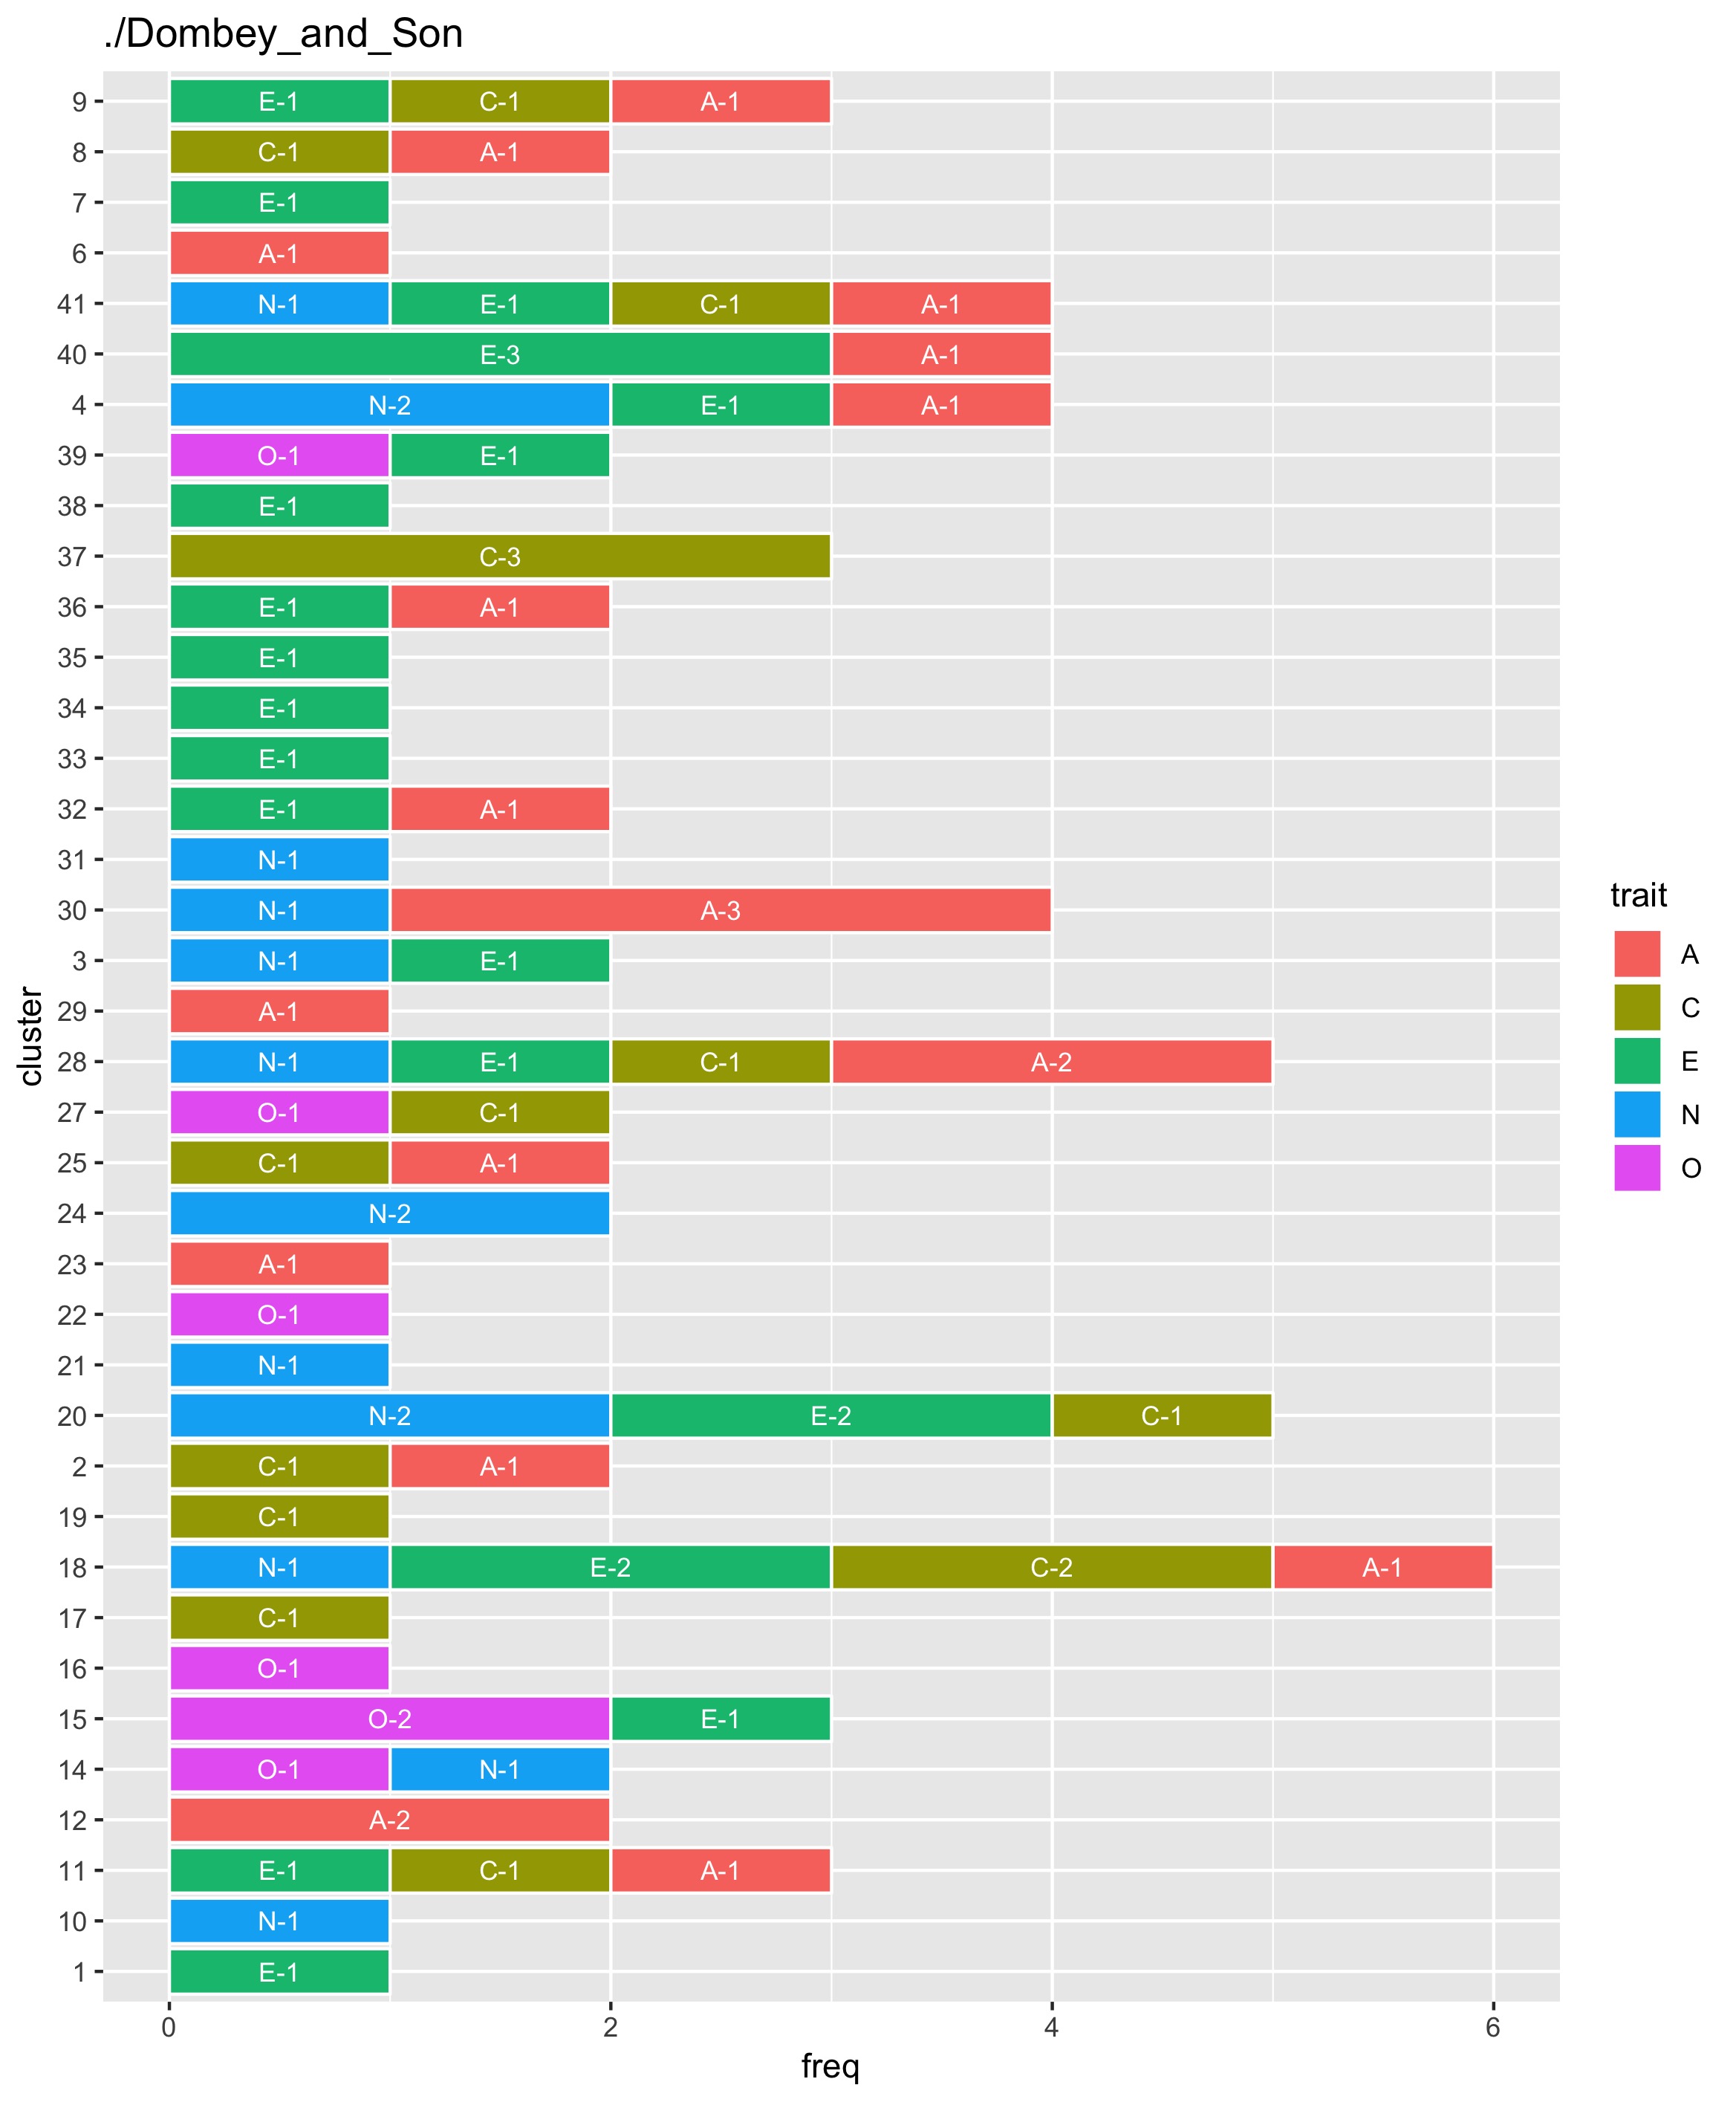 ./Dombey_and_Son
9 E-1 C-1 A-1
8 C-1 A-1
7 E-1
6 A-1
41 N-1 E-1 C-1 A-1
40 E-3 A-1
4 N-2 E-1 A-1
39 O-1 E-1
38 E-1
37 C-3
36 E-1 A-1
35 E-1
34 E-1
33 E-1
32 E-1 A-1
31 N-1
30 N-1 A-3
3 N-1 E-1
29 A-1
28 N-1 E-1 C-1 A-2
27 O-1 C-1
25 C-1 A-1
24 N-2
23 A-1
22 O-1
21 N-1
20 N-2 E-2 C-1
2 C-1 A-1
19 C-1
18 N-1 E-2 C-2 A-1
17 C-1
16 O-1
15 O-2 E-1
14 O-1 N-1
12 A-2
11 E-1 C-1 A-1
10 N-1
1 E-1
0 2 4 6
freq
cluster
trait
A
C
E
N
O